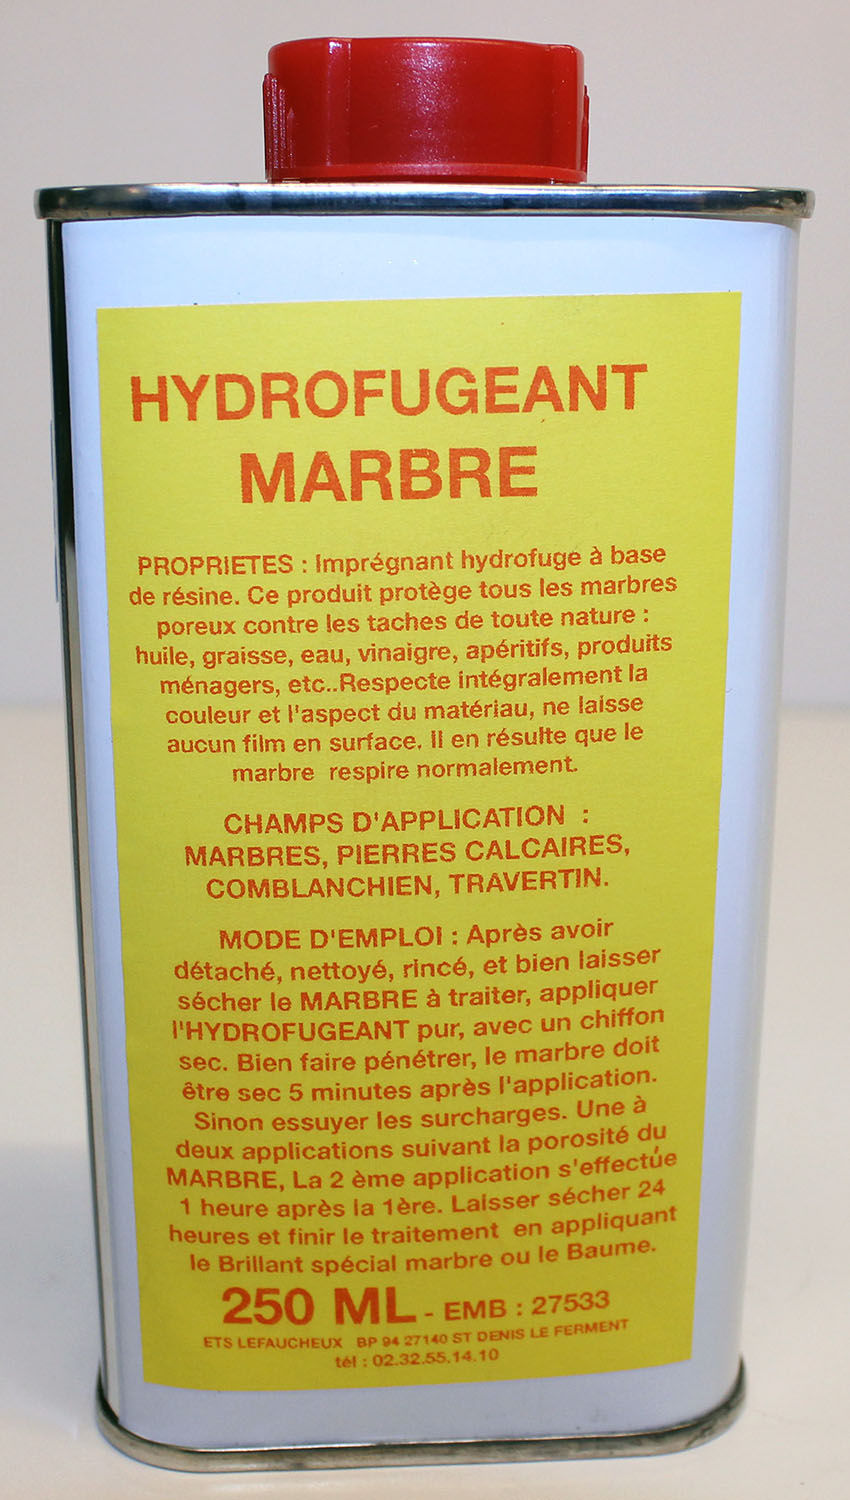 HYDROFUGEANT
MARBRE
PROPRIETES : Imprégnant hydrofuge à base
de résine. Ce produit protège tous les marbres
poreux contre les taches de toute nature :
huile, graisse, eau, vinaigre, apéritifs, produits
ménagers, etc..Respecte intégralement la
couleur et l'aspect du matériau, ne laisse
aucun film en surface. Il en résulte que le
marbre respire normalement.
CHAMPS D'APPLICATION :
MARBRES, PIERRES CALCAIRES,
COMBLANCHIEN, TRAVERTIN.
MODE D'EMPLOI : Après avoir
détaché, nettoyé, rincé, et bien laisser
sécher le MARBRE à traiter, appliquer
l'HYDROFUGEANT pur, avec un chiffon
sec. Bien faire pénétrer, le marbre doit
être sec 5 minutes après l'application.
Sinon essuyer les surcharges. Une à
deux applications suivant la porosité du
MARBRE, La 2 ème application s'effectue
1 heure après la 1ère. Laisser sécher 24
heures et finir le traitement en appliquant
le Brillant spécial marbre ou le Baume.
250 ML - EMB : 27533
ETS LEFAUCHEUX BP 94 27140 ST DENIS LE FERMENT
tél : 02.32.55.14.10